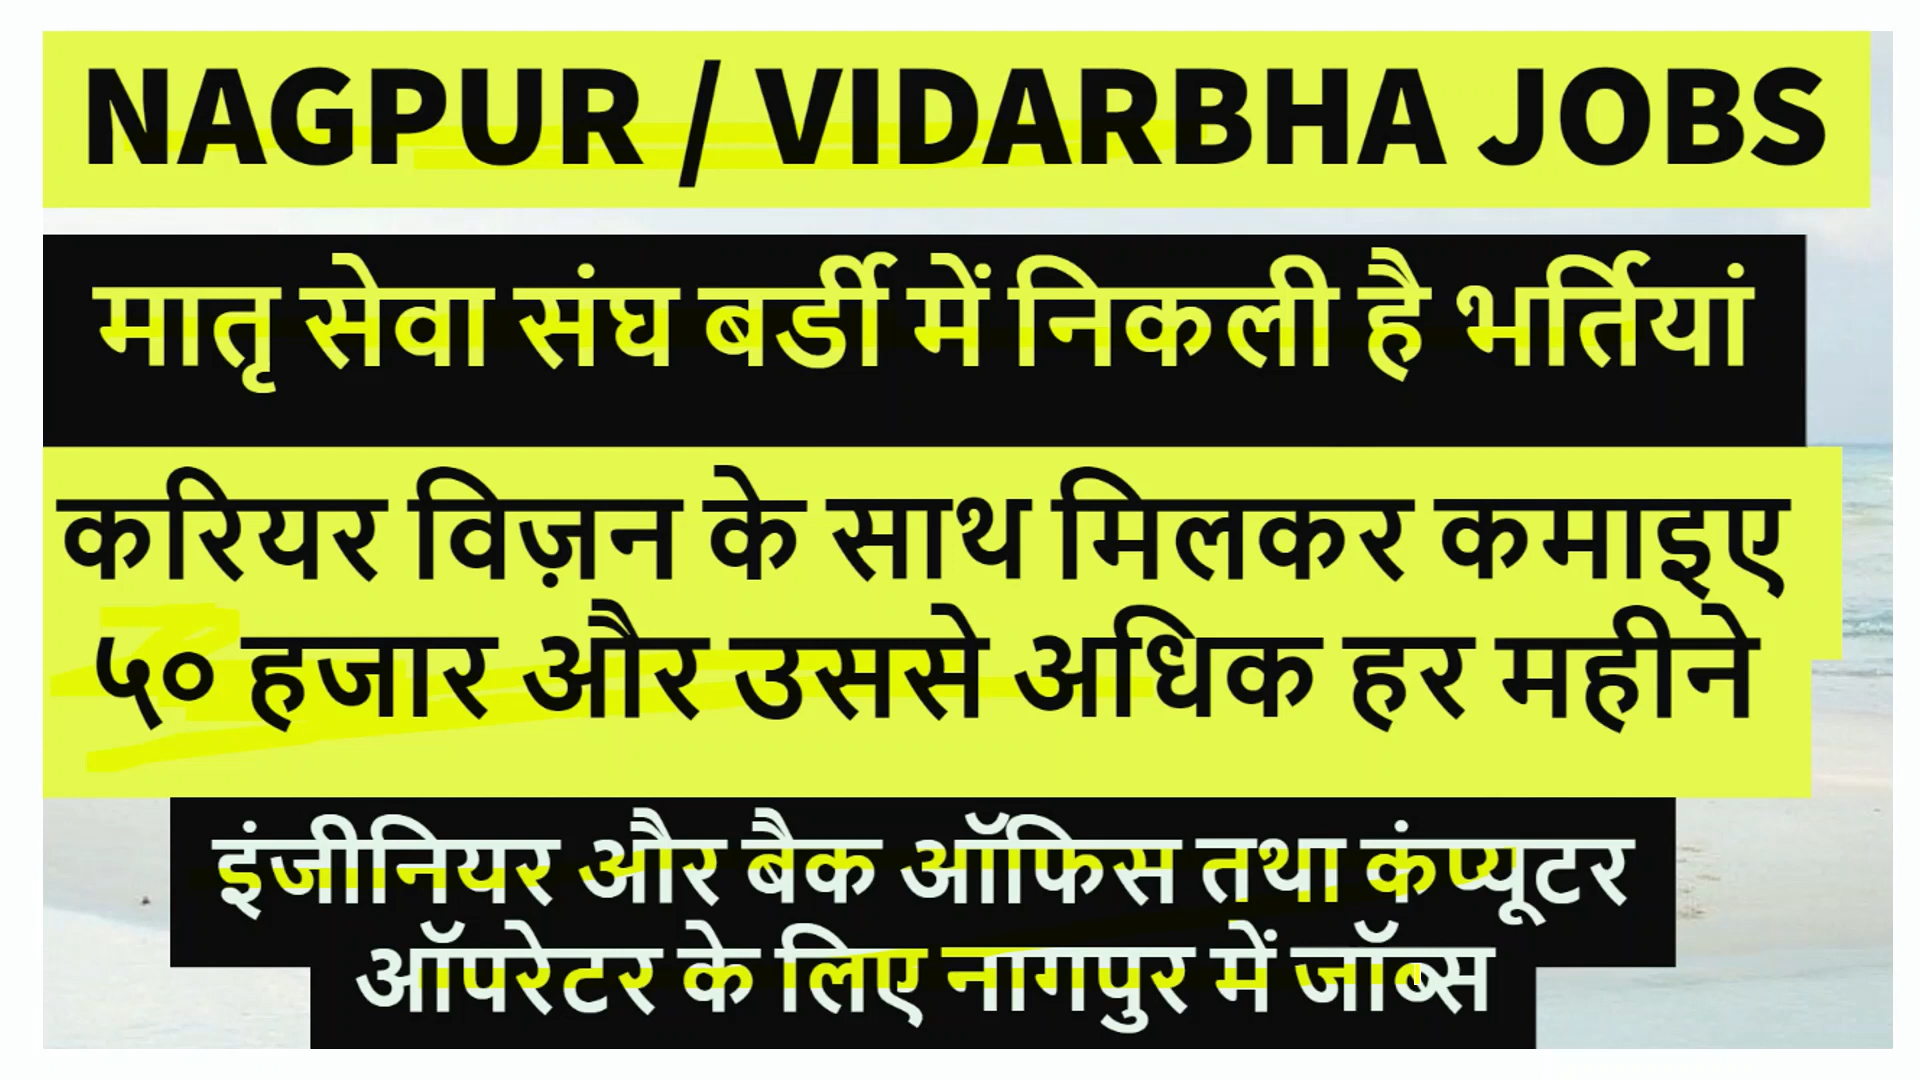 NAGPUR / VIDARBHA JOBS
मातृ सेवा संघ बर्डी में निकली है भर्तियां
करियर विज़न के साथ मिलकर कमाइए
५० हजार और उससे अधिक हर महीने
इंजीनियर और बैक ऑफिस तथा कंप्यूटर
ऑपरेटर के लिए नागपुर में जॉब्स